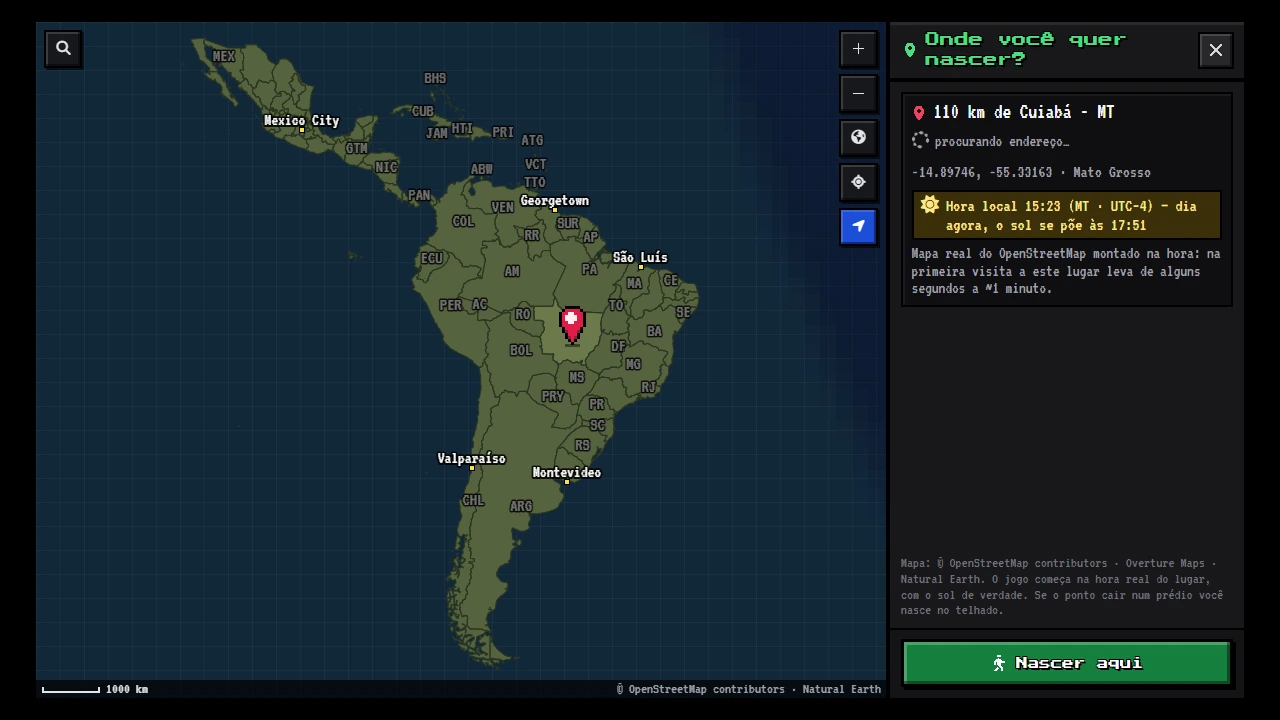 Onde você quer
nascer?
110 km de Cuiabá - MT
procurando endereço…
-14.89746, -55.33163 · Mato Grosso
Hora local 15:23 (MT · UTC-4) — dia
agora, o sol se põe às 17:51
Mapa real do OpenStreetMap montado na hora: na
primeira visita a este lugar leva de alguns
segundos a ~1 minuto.
Mapa: © OpenStreetMap contributors · Overture Maps ·
Natural Earth. O jogo começa na hora real do lugar,
com o sol de verdade. Se o ponto cair num prédio você
nasce no telhado.
Nascer aqui
MEX
BHS
Mexico City
CUB
JAM
HTI
PRI
ATG
GTM
NIC
ABW
VCT
TTO
PAN
Georgetown
VEN
COL
SUR
RR
AP
ECU
São Luís
AM
PA
MA
CE
PER
AC
RO
TO
SE
BA
BOL
DF
MG
MS
RJ
PRY
PR
SC
RS
Valparaíso
Montevideo
CHL
ARG
1000 km
© OpenStreetMap contributors · Natural Earth